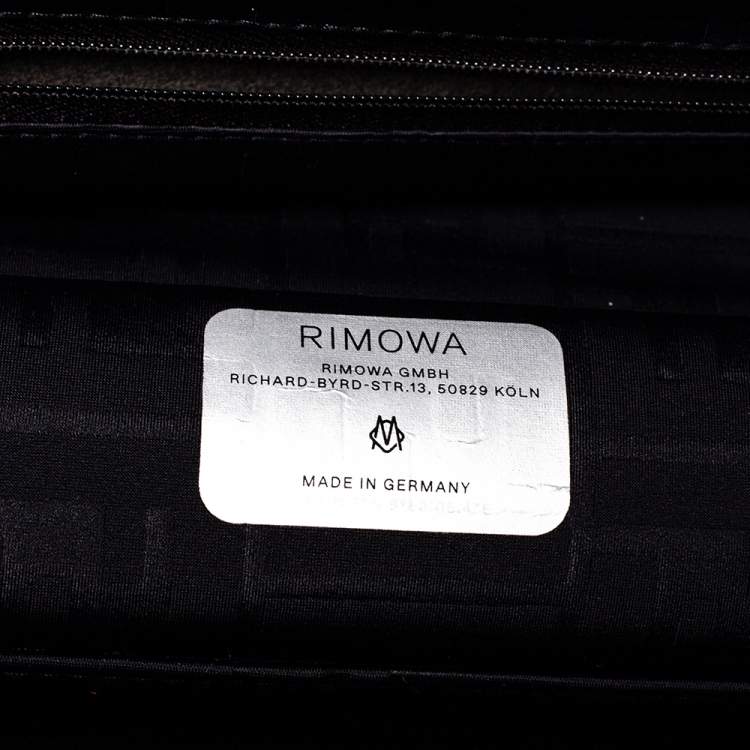 RIMOWA
RIMOWA GMBH
RICHARD-BYRD-STR.13, 50829 KÖLN
MADE IN GERMANY